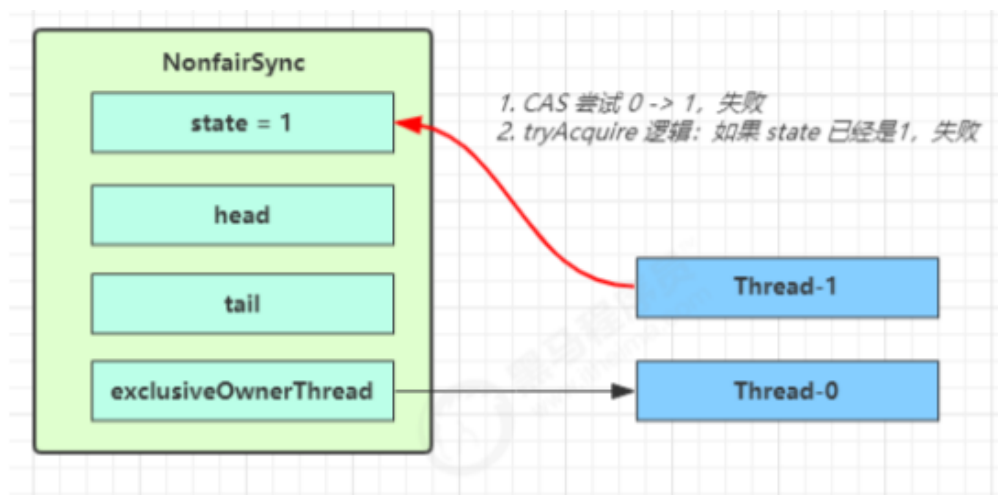 NonfairSync
state = 1
head
tail
exclusiveOwnerThread
1. CAS 尝试 0 -> 1，失败
2. tryAcquire 逻辑：如果 state 已经是1，失败
Thread-1
Thread-0